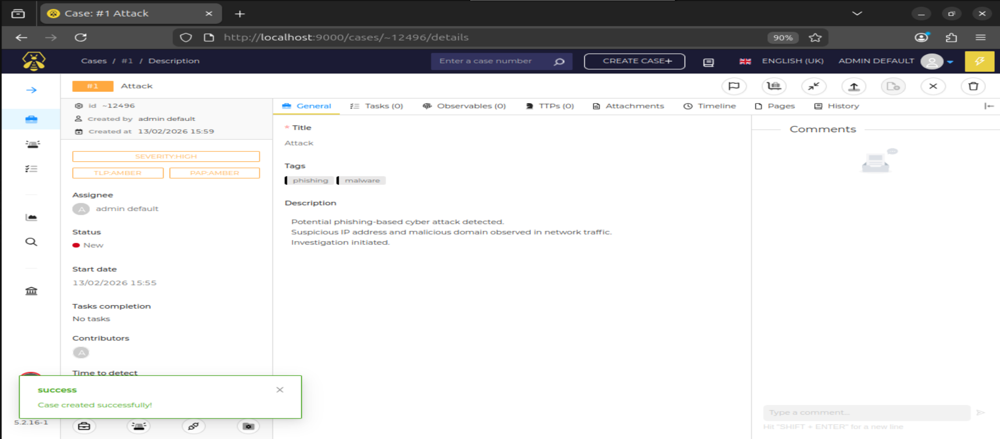 Case: #1 Attack
http://localhost:9000/cases/~12496/details
90%
Cases / #1 / Description
Enter a case number
CREATE CASE+
ENGLISH (UK)
ADMIN DEFAULT
#1 Attack
id ~12496
Created by admin default
Created at 13/02/2026 15:59
SEVERITY:HIGH
TLP:AMBER
PAP:AMBER
Assignee
A admin default
Status
New
Start date
13/02/2026 15:55
Tasks completion
No tasks
Contributors
A
Time to detect
success
Case created successfully!
5.2.16-1
General
Tasks (0)
Observables (0)
TTPs (0)
Attachments
Timeline
Pages
History
* Title
Attack
Tags
phishing malware
Description
Potential phishing-based cyber attack detected.
Suspicious IP address and malicious domain observed in network traffic.
Investigation initiated.
Comments
Type a comment...
Hit "SHIFT + ENTER" for a new line